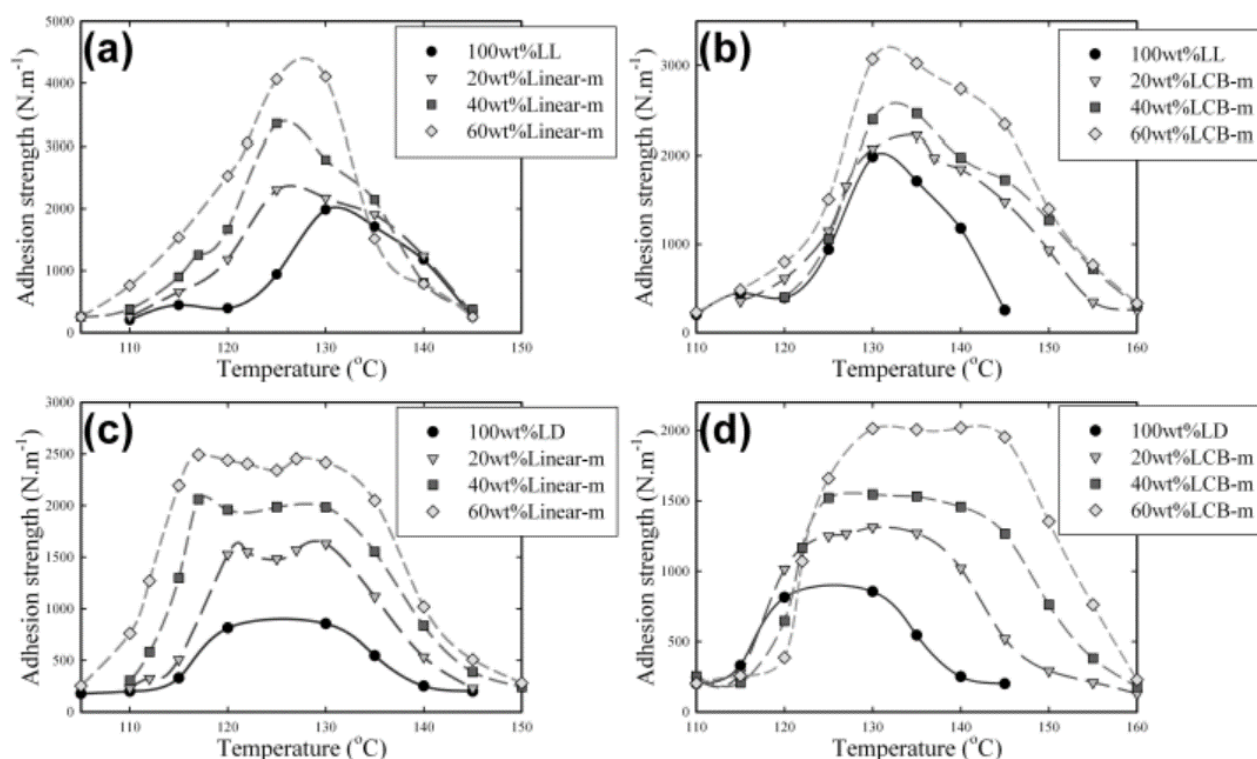 (a)
Adhesion strength (N.m⁻¹)
5000
4000
3000
2000
1000
0
110 120 130 140 150
Temperature (°C)
100wt%LL
20wt%Linear-m
40wt%Linear-m
60wt%Linear-m
(b)
Adhesion strength (N.m⁻¹)
3000
2000
1000
0
110 120 130 140 150 160
Temperature (°C)
100wt%LL
20wt%LCB-m
40wt%LCB-m
60wt%LCB-m
(c)
Adhesion strength (N.m⁻¹)
3000
2500
2000
1500
1000
500
0
110 120 130 140 150
Temperature (°C)
100wt%LD
20wt%Linear-m
40wt%Linear-m
60wt%Linear-m
(d)
Adhesion strength (N.m⁻¹)
2000
1500
1000
500
0
110 120 130 140 150 160
Temperature (°C)
100wt%LD
20wt%LCB-m
40wt%LCB-m
60wt%LCB-m